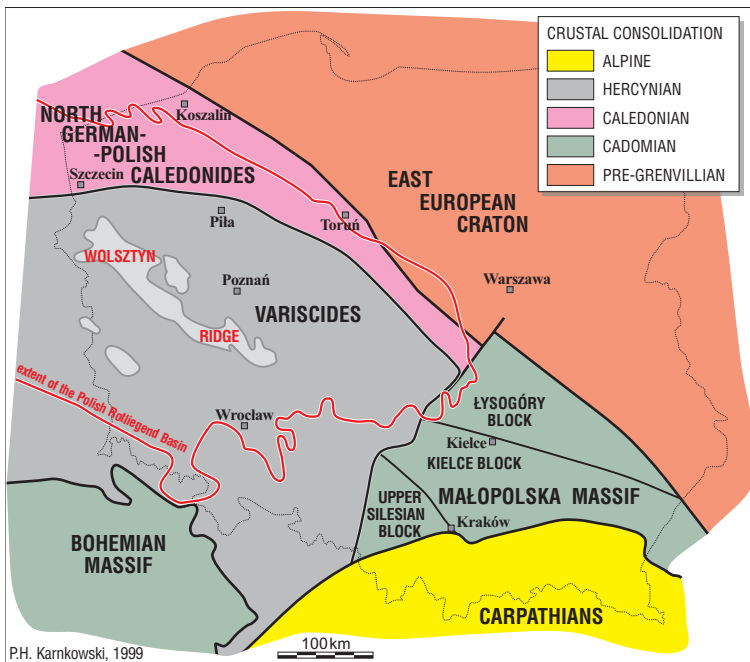 CRUSTAL CONSOLIDATION
ALPINE
HERCYNIAN
CALEDONIAN
CADOMIAN
PRE-GRENVILLIAN
NORTH
GERMAN-
-POLISH
CALEDONIDES
Koszalin
Szczecin
EAST
EUROPEAN
CRATON
Piła
Toruń
WOLSZTYN
Poznań
Warszawa
VARISCIDES
RIDGE
extent of the Polish Rotliegend Basin
Wrocław
ŁYSOGÓRY
BLOCK
Kielce
KIELCE BLOCK
UPPER
SILESIAN
BLOCK
MAŁOPOLSKA MASSIF
Kraków
BOHEMIAN
MASSIF
CARPATHIANS
P.H. Karnkowski, 1999
100 km